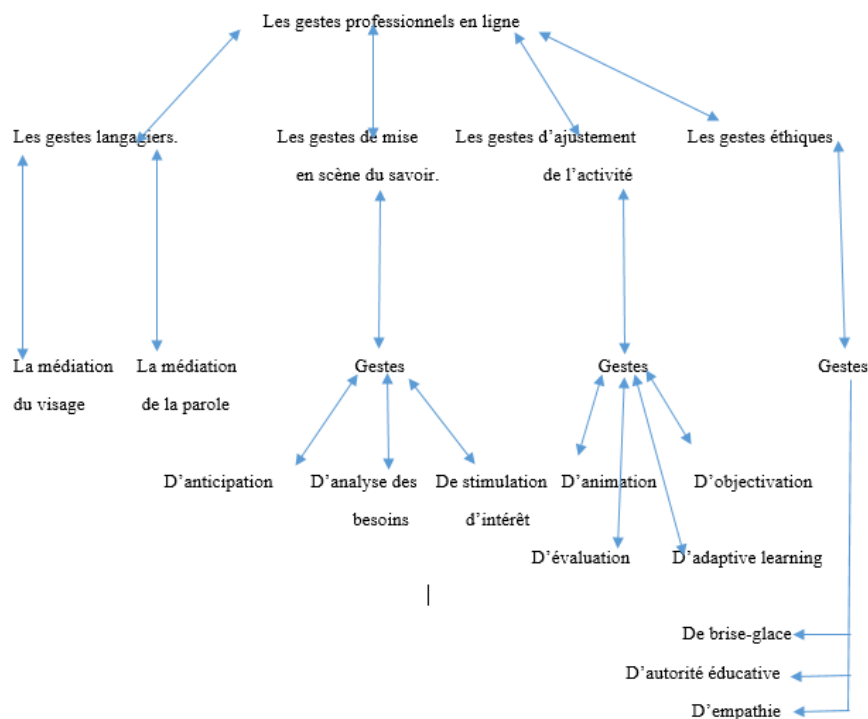 Les gestes professionnels en ligne
Les gestes langagiers.
Les gestes de mise
en scène du savoir.
Les gestes d’ajustement
de l’activité
Les gestes éthiques
La médiation
du visage
La médiation
de la parole
Gestes
Gestes
Gestes
D’anticipation
D’analyse des
besoins
De stimulation
d’intérêt
D’animation
D’objectivation
D’évaluation
D’adaptive learning
De brise-glace
D’autorité éducative
D’empathie